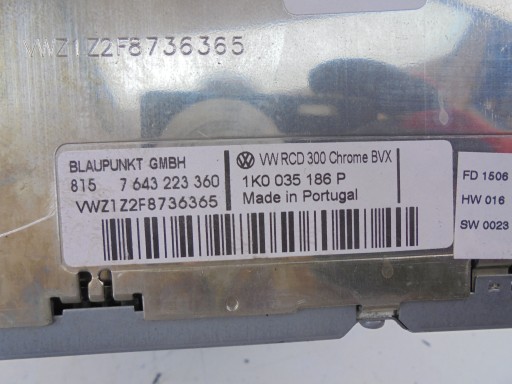 VWZ1Z2F8736365
BLAUPUNKT GMBH
815 7 643 223 360
VWZ1Z2F8736365
VW RCD 300 Chrome BVX
1K0 035 186 P
Made in Portugal
FD 1506
HW 016
SW 0023